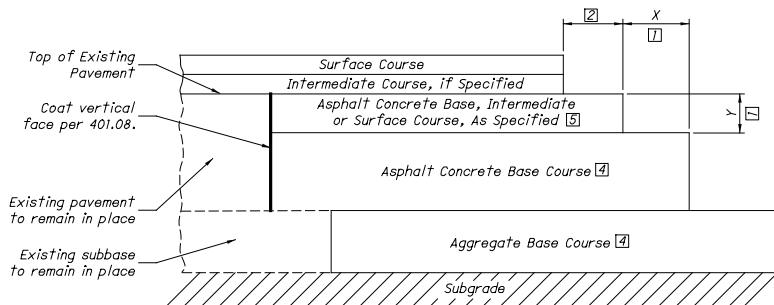 2
X
1
Top of Existing
Pavement
Surface Course
Intermediate Course, if Specified
Coat vertical
face per 401.08.
Asphalt Concrete Base, Intermediate
or Surface Course, As Specified 5
Y
1
Asphalt Concrete Base Course 4
Existing pavement
to remain in place
Existing subbase
to remain in place
Aggregate Base Course 4
Subgrade